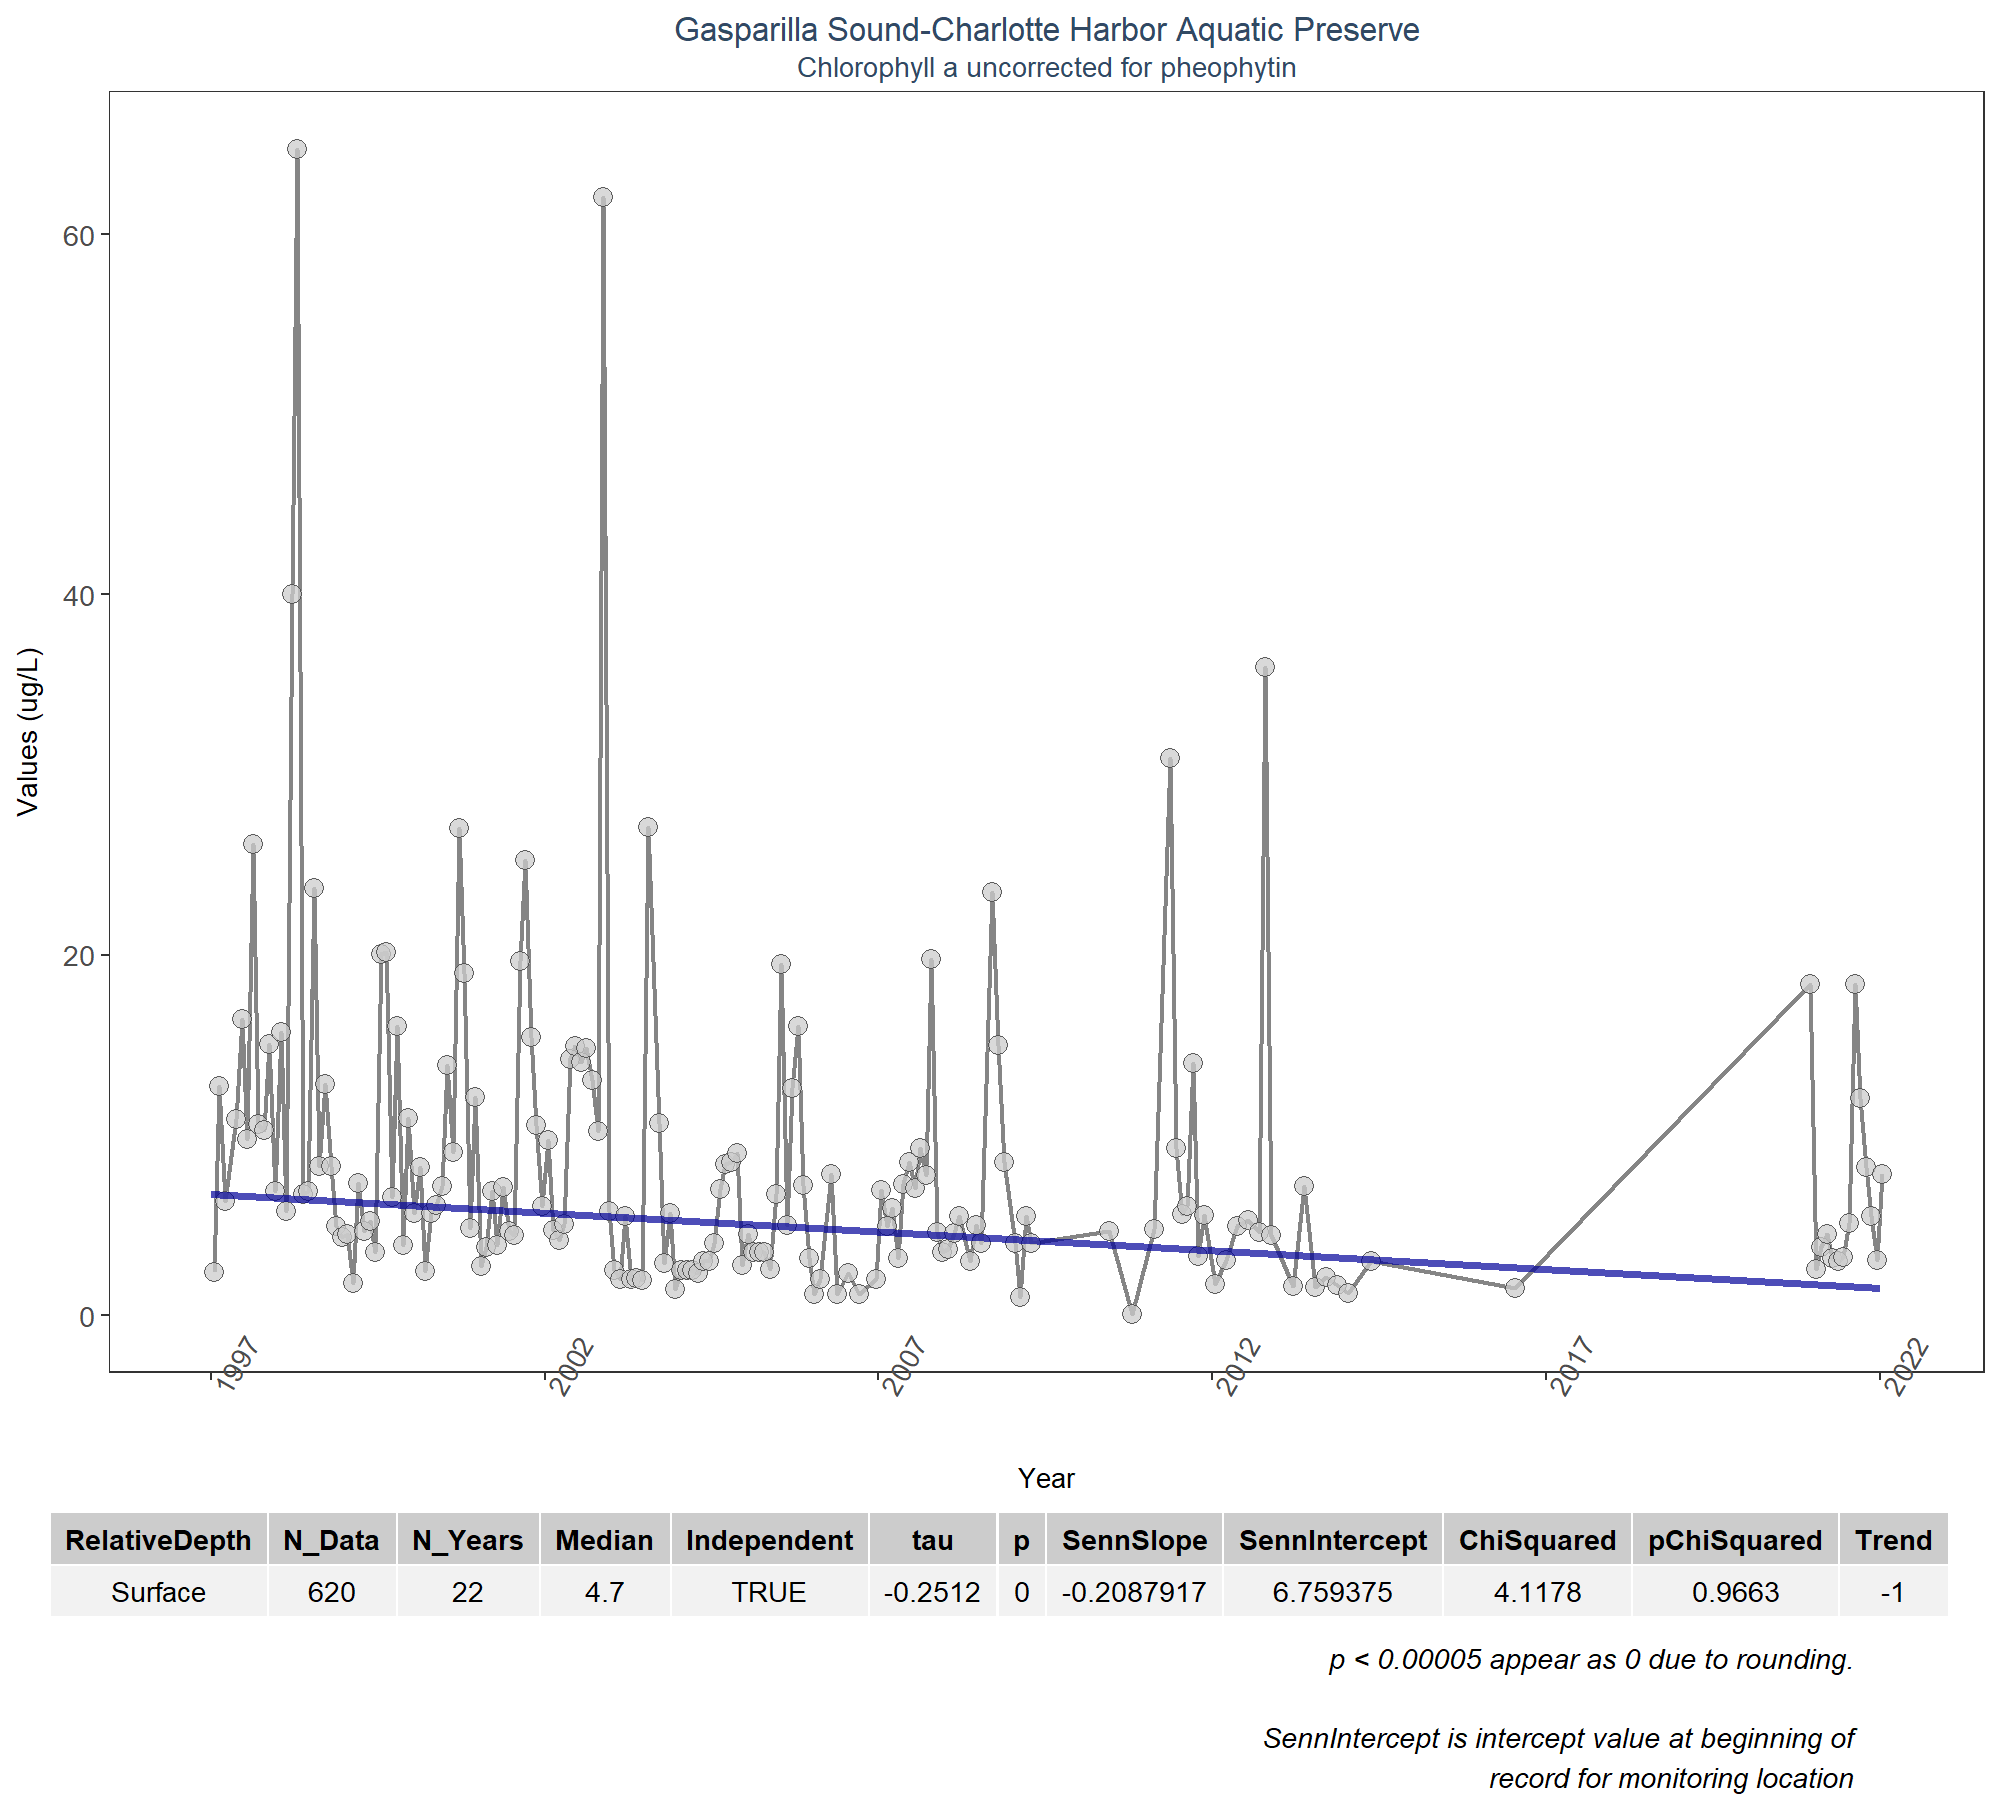 Gasparilla Sound-Charlotte Harbor Aquatic Preserve
Chlorophyll a uncorrected for pheophytin
Values (ug/L)
60
40
20
0
1997 2002 2007 2012 2017 2022
Year
RelativeDepth N_Data N_Years Median Independent tau p SennSlope SennIntercept ChiSquared pChiSquared Trend
Surface 620 22 4.7 TRUE -0.2512 0 -0.2087917 6.759375 4.1178 0.9663 -1
p < 0.00005 appear as 0 due to rounding.
SennIntercept is intercept value at beginning of
record for monitoring location